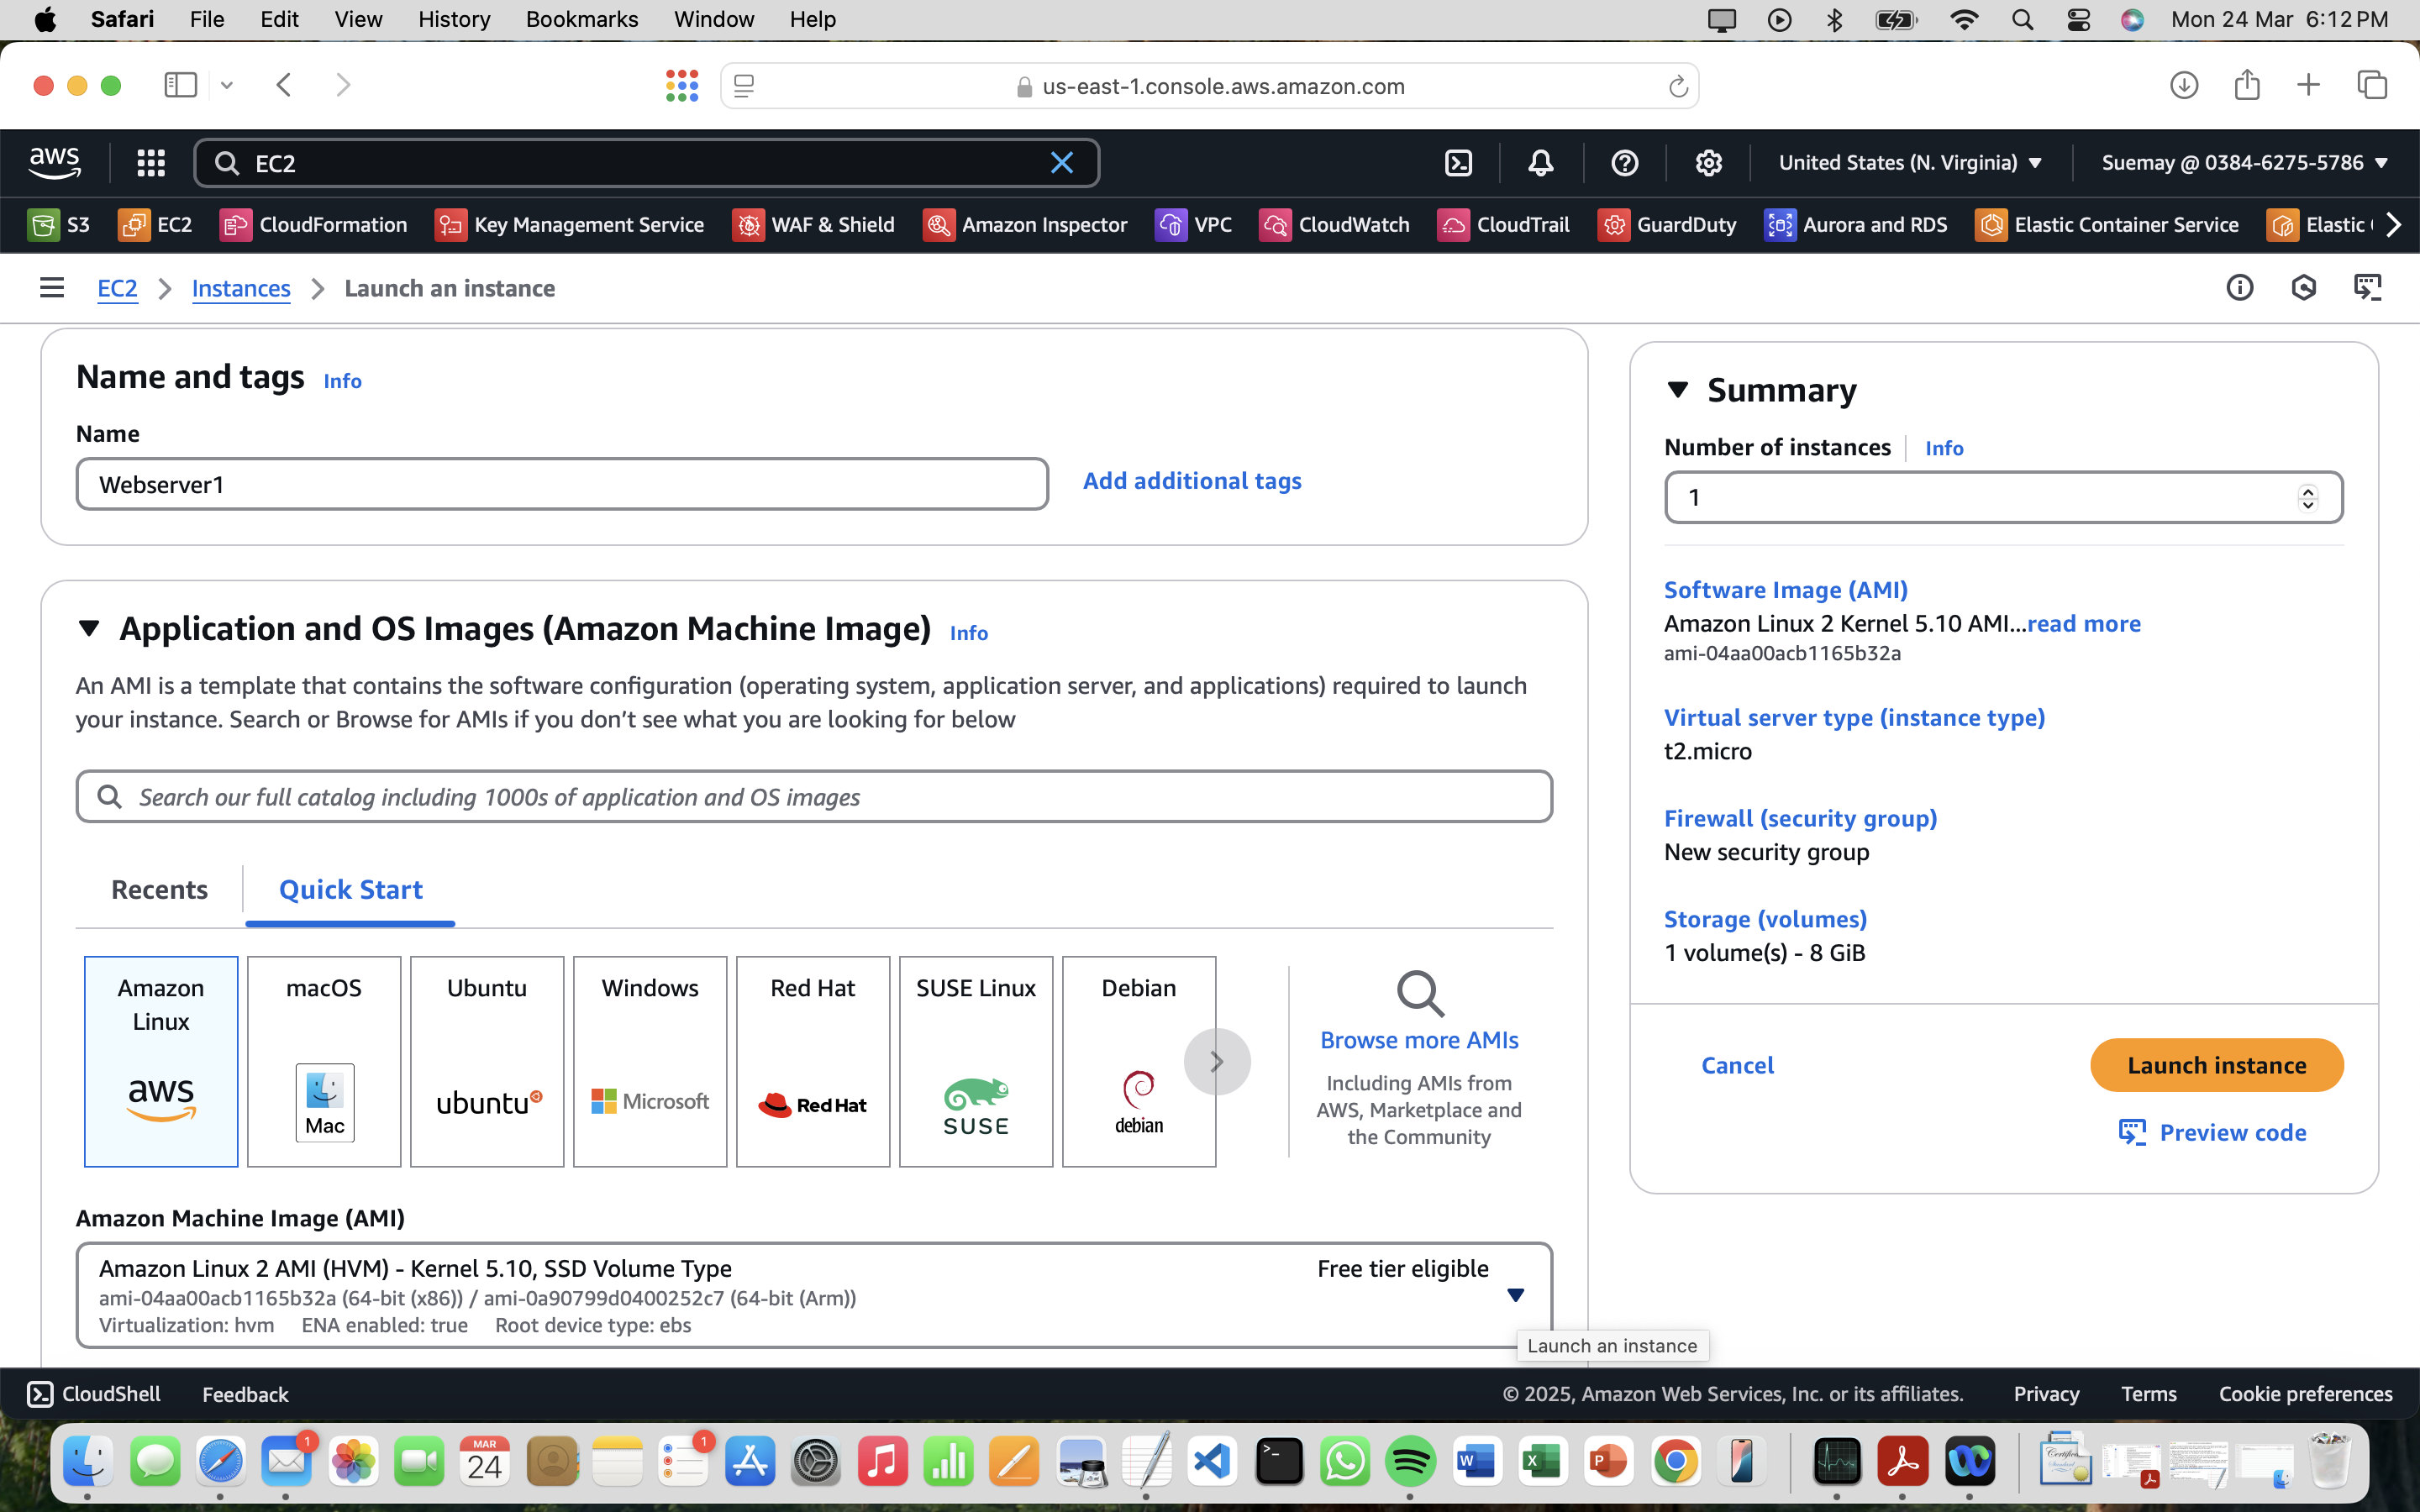 Safari File Edit View History Bookmarks Window Help Mon 24 Mar 6:12 PM
us-east-1.console.aws.amazon.com
aws EC2 United States (N. Virginia) Suemay @ 0384-6275-5786
S3 EC2 CloudFormation Key Management Service WAF & Shield Amazon Inspector VPC CloudWatch CloudTrail GuardDuty Aurora and RDS Elastic Container Service Elastic
EC2 Instances Launch an instance
Name and tags Info
Name
Webserver1
Add additional tags
Application and OS Images (Amazon Machine Image) Info
An AMI is a template that contains the software configuration (operating system, application server, and applications) required to launch
your instance. Search or Browse for AMIs if you don’t see what you are looking for below
Search our full catalog including 1000s of application and OS images
Recents Quick Start
Amazon
Linux
aws
macOS
Mac
Ubuntu
ubuntu
Windows
Microsoft
Red Hat
Red Hat
SUSE Linux
SUSE
Debian
debian
Browse more AMIs
Including AMIs from
AWS, Marketplace and
the Community
Amazon Machine Image (AMI)
Amazon Linux 2 AMI (HVM) - Kernel 5.10, SSD Volume Type Free tier eligible
ami-04aa00acb1165b32a (64-bit (x86)) / ami-0a90799d0400252c7 (64-bit (Arm))
Virtualization: hvm ENA enabled: true Root device type: ebs
Launch an instance
Summary
Number of instances Info
1
Software Image (AMI)
Amazon Linux 2 Kernel 5.10 AMI...read more
ami-04aa00acb1165b32a
Virtual server type (instance type)
t2.micro
Firewall (security group)
New security group
Storage (volumes)
1 volume(s) - 8 GiB
Cancel Launch instance
Preview code
CloudShell Feedback © 2025, Amazon Web Services, Inc. or its affiliates. Privacy Terms Cookie preferences
1 MAR 24 1